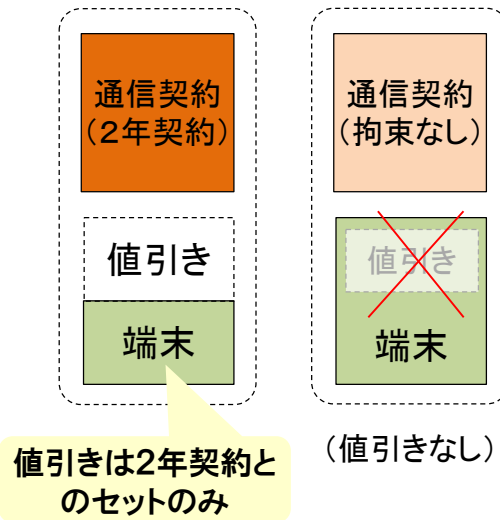 通信契約
(2年契約)
値引き
端末
値引きは2年契約と
のセットのみ
通信契約
(拘束なし)
値引き
端末
(値引きなし)